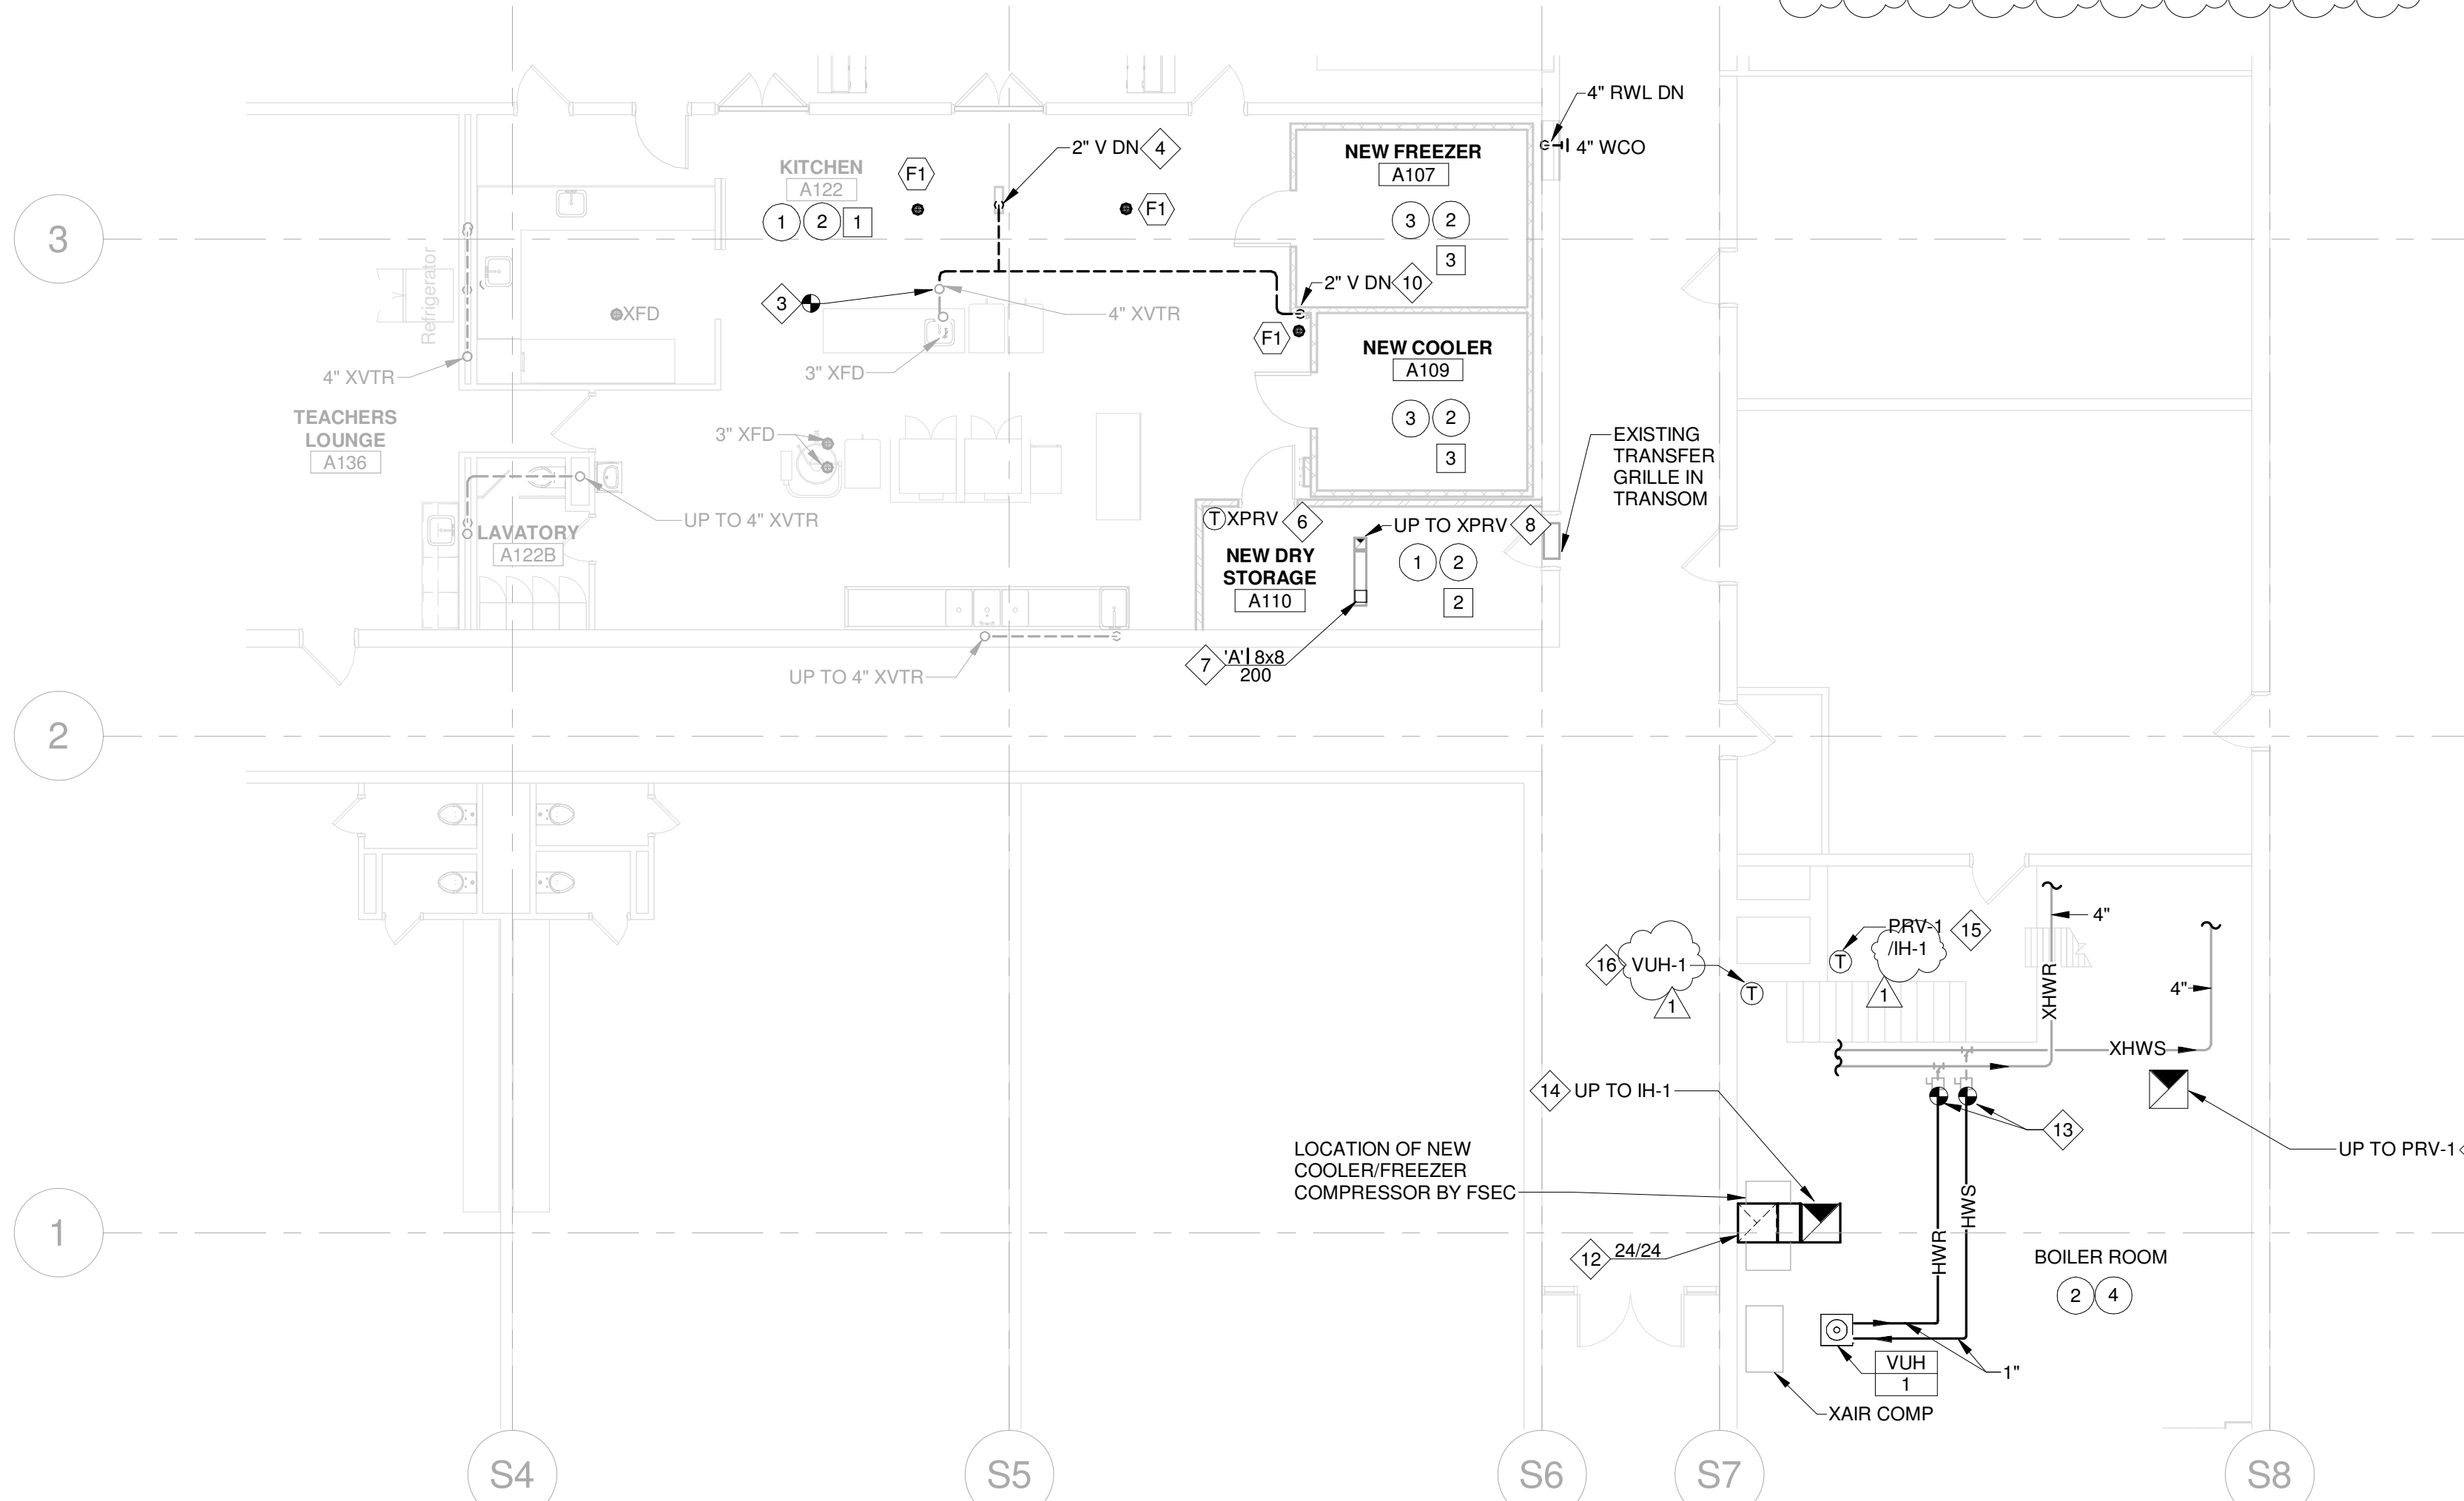 4" RWL DN
4" WCO
2" V DN
4
KITCHEN
A122
F1
1
2
1
F1
NEW FREEZER
A107
3
2
3
3
Refrigerator
2" V DN
10
3
4" XVTR
XFD
F1
3" XFD
NEW COOLER
A109
4" XVTR
3
2
3
TEACHERS
LOUNGE
A136
3" XFD
EXISTING
TRANSFER
GRILLE IN
TRANSOM
UP TO 4" XVTR
T
XPRV
6
UP TO XPRV
8
LAVATORY
A122B
NEW DRY
STORAGE
A110
1
2
2
7
'A' 8x8
200
UP TO 4" XVTR
2
4"
PRV-1
/IH-1
15
T
1
16
VUH-1
T
1
XHWR
4"
XHWS
14
UP TO IH-1
13
UP TO PRV-1
LOCATION OF NEW
COOLER/FREEZER
COMPRESSOR BY FSEC
HWS
HWR
1
12
24/24
BOILER ROOM
2
4
VUH
1
1"
XAIR COMP
S4
S5
S6
S7
S8